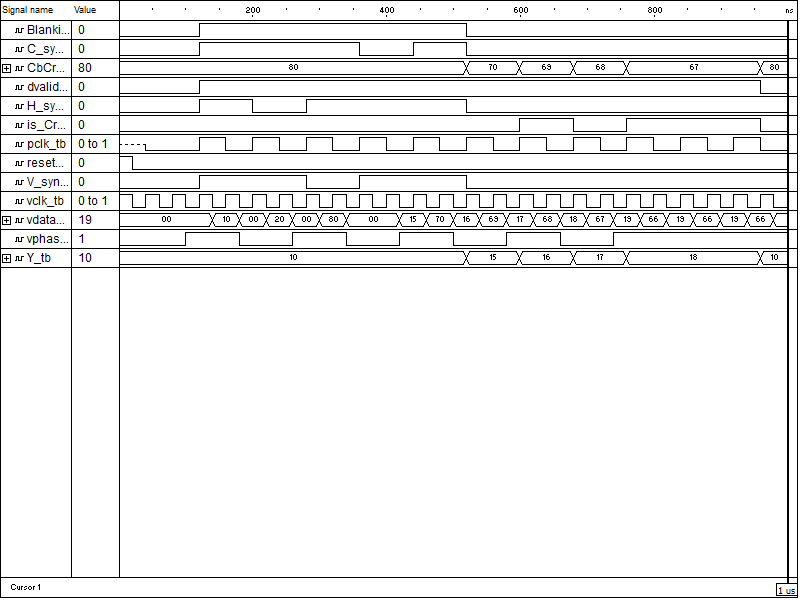 Signal name Value 200 400 600 800 ns
Blanki... 0
C_sy... 0
CbCr... 80 80 70 69 68 67 80
dvalid... 0
H_sy... 0
is_Cr... 0
pclk_tb 0 to 1
reset... 0
V_syn... 0
vclk_tb 0 to 1
vdata... 19 00 10 00 20 00 80 00 15 70 16 69 17 68 18 67 19 66 19 66 19 66
vphas... 1
Y_tb 10 10 15 16 17 18 10
Cursor 1 1 us